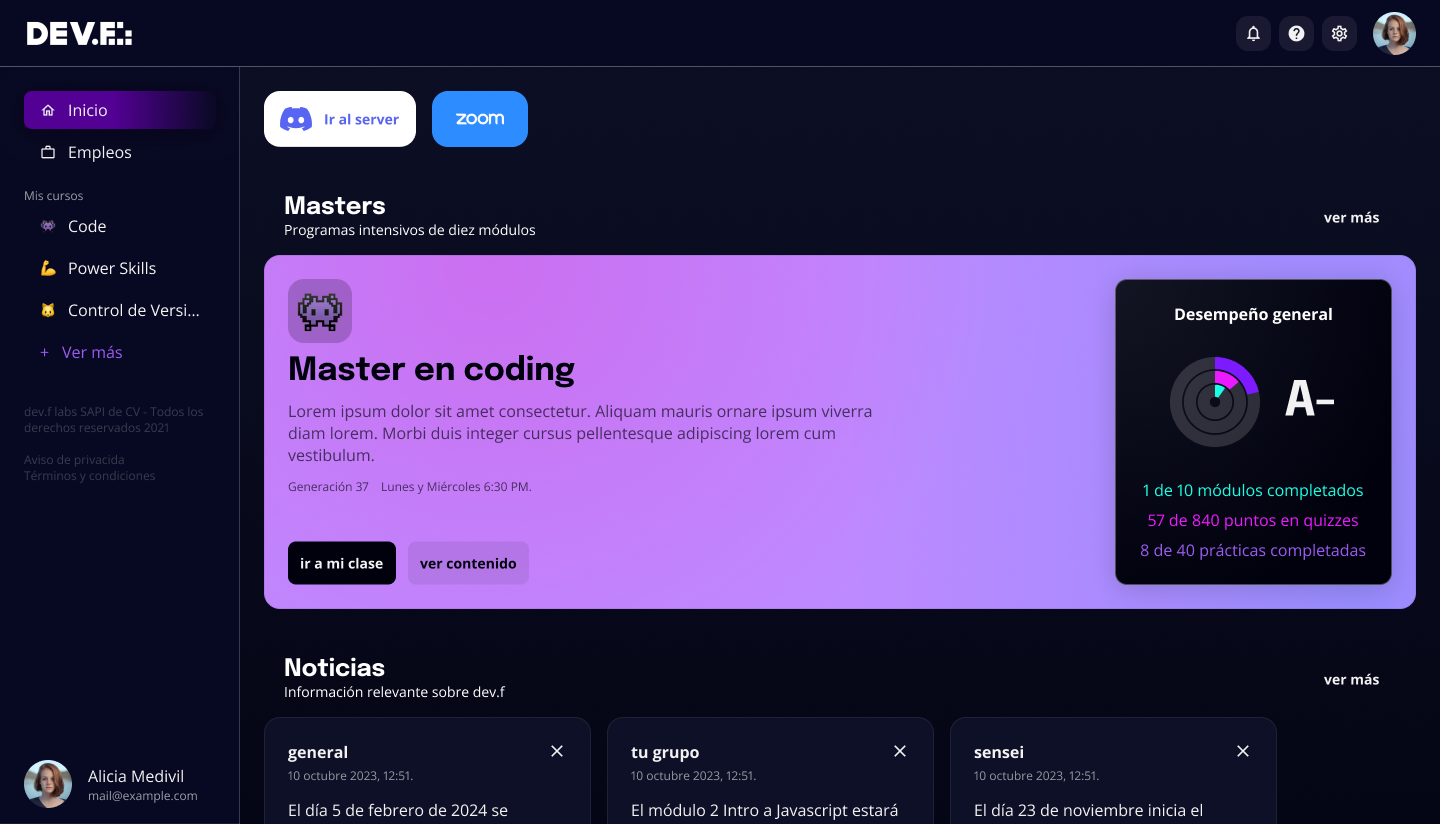 DEV.F.:
Inicio
Empleos
Mis cursos
Code
Power Skills
Control de Versi...
+ Ver más
dev.f labs SAPI de CV - Todos los
derechos reservados 2021
Aviso de privacida
Términos y condiciones
Alicia Medivil
mail@example.com
Ir al server
zoom
Masters
Programas intensivos de diez módulos
ver más
Master en coding
Lorem ipsum dolor sit amet consectetur. Aliquam mauris ornare ipsum viverra
diam lorem. Morbi duis integer cursus pellentesque adipiscing lorem cum
vestibulum.
Generación 37 Lunes y Miércoles 6:30 PM.
ir a mi clase
ver contenido
Desempeño general
A-
1 de 10 módulos completados
57 de 840 puntos en quizzes
8 de 40 prácticas completadas
Noticias
Información relevante sobre dev.f
ver más
general
10 octubre 2023, 12:51.
El día 5 de febrero de 2024 se
tu grupo
10 octubre 2023, 12:51.
El módulo 2 Intro a Javascript estará
sensei
10 octubre 2023, 12:51.
El día 23 de noviembre inicia el